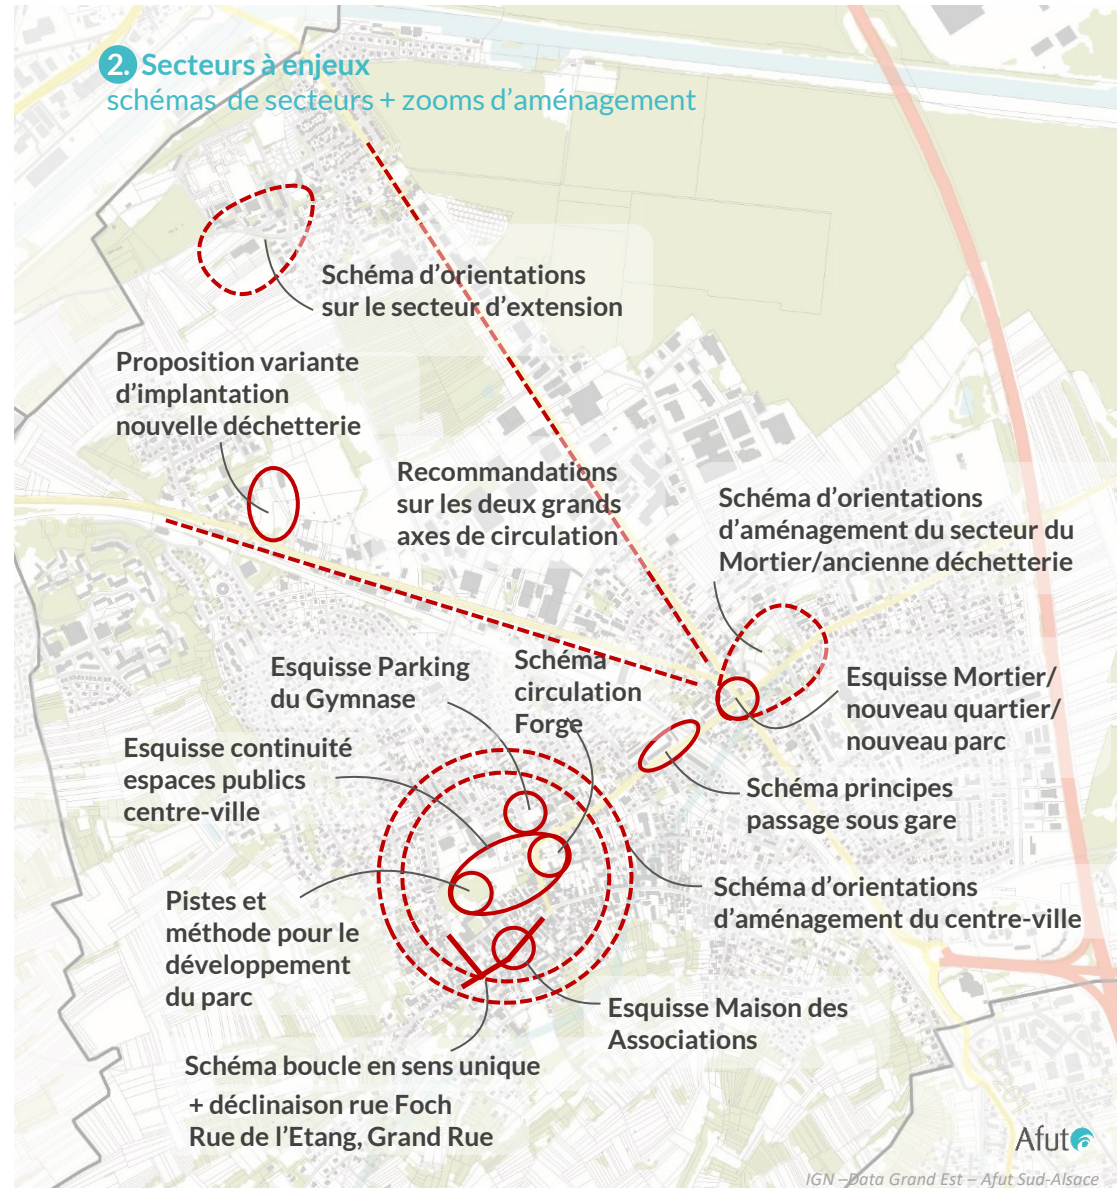 2. Secteurs à enjeux
schémas de secteurs + zooms d'aménagement
Schéma d'orientations
sur le secteur d'extension
Proposition variante
d'implantation
nouvelle déchetterie
Recommandations
sur les deux grands
axes de circulation
Schéma d'orientations
d'aménagement du secteur du
Mortier/ancienne déchetterie
Esquisse Parking
du Gymnase
Schéma
circulation
Forge
Esquisse Mortier/
nouveau quartier/
nouveau parc
Esquisse continuité
espaces publics
centre-ville
Schéma principes
passage sous gare
Pistes et
méthode pour le
développement
du parc
Schéma d'orientations
d'aménagement du centre-ville
Esquisse Maison des
Associations
Schéma boucle en sens unique
+ déclinaison rue Foch
Rue de l'Etang, Grand Rue
Afut
IGN –Data Grand Est – Afut Sud-Alsace